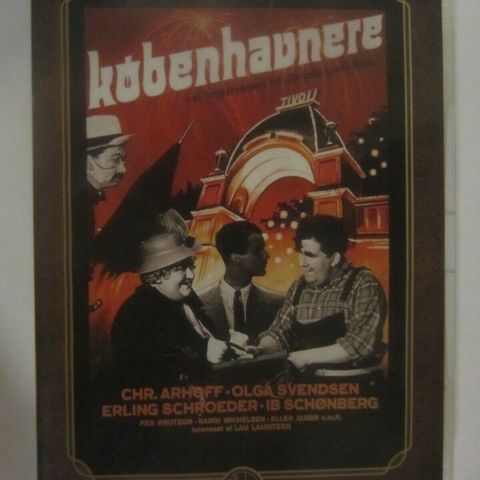 københavnere
TIVOLI
CHR. ARHOFF · OLGA SVENDSEN
ERLING SCHROEDER · IB SCHØNBERG
PER KNUTZON · RANDI MICHELSEN · ELLEN JANSØ o.m.fl.
Iscenesat af LAU LAURITZEN